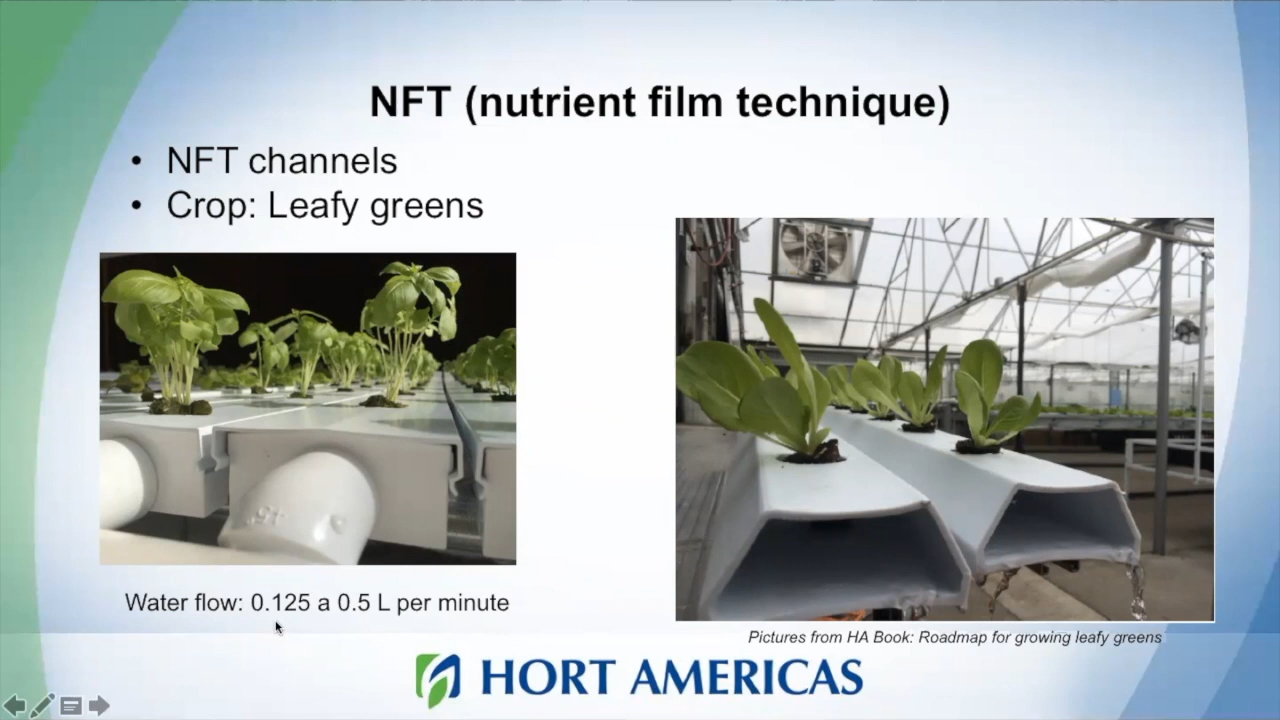 NFT (nutrient film technique)
• NFT channels
• Crop: Leafy greens
Water flow: 0.125 a 0.5 L per minute
Pictures from HA Book: Roadmap for growing leafy greens
HORT AMERICAS